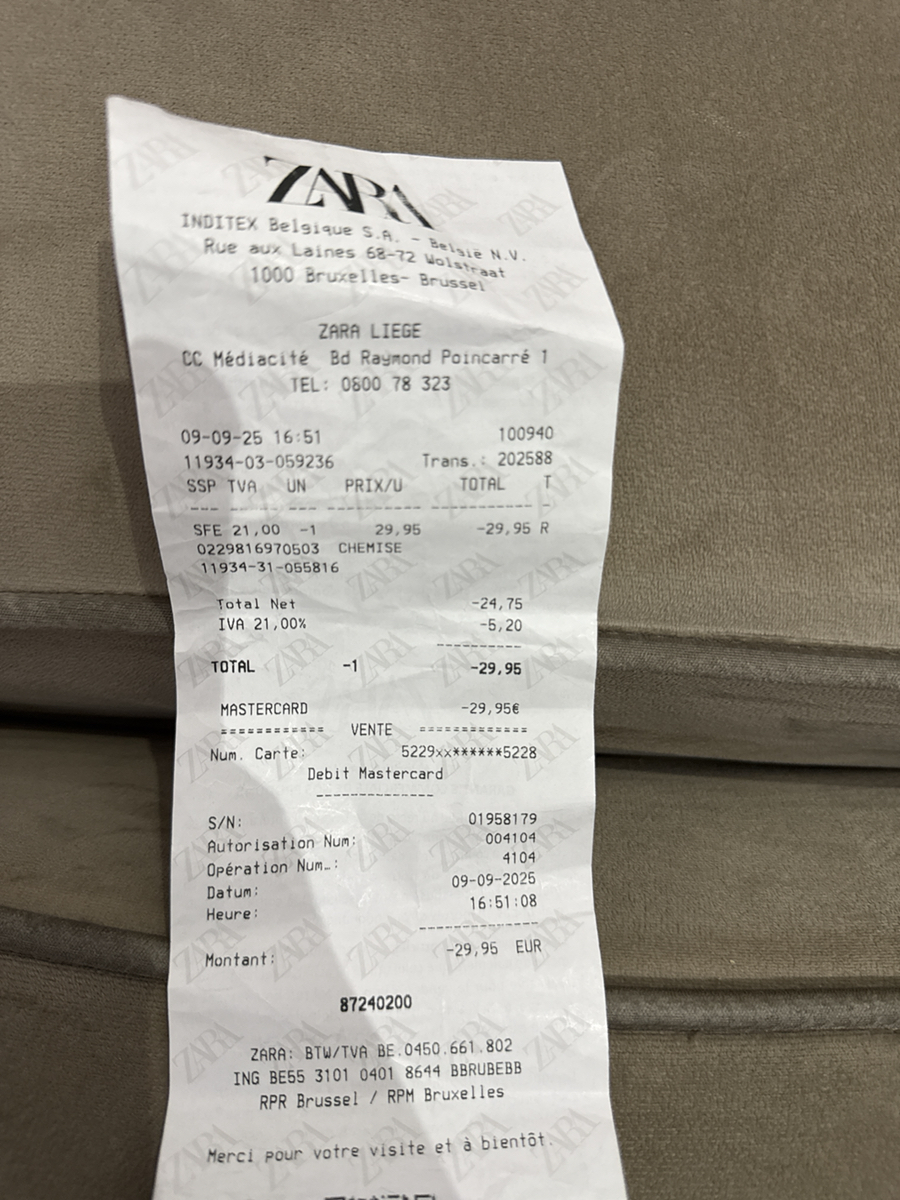 ZARA
INDITEX Belgique S.A. - België N.V.
Rue aux Laines 68-72 Wolstraat
1000 Bruxelles- Brussel
ZARA LIEGE
CC Médiacité Bd Raymond Poincarré 1
TEL: 0800 78 323
09-09-25 16:51 100940
11934-03-059236 Trans.: 202588
SSP TVA UN PRIX/U TOTAL T
--- --- --- ---------- ----------- -
SFE 21,00 -1 29,95 -29,95 R
0229816970503 CHEMISE
11934-31-055816
Total Net -24,75
IVA 21,00% -5,20
----------
TOTAL -1 -29,95
MASTERCARD -29,95€
============ VENTE =============
Num. Carte: 5229xx******5228
Debit Mastercard
--------------
S/N: 01958179
Autorisation Num: 004104
Opération Num.: 4104
Datum: 09-09-2025
Heure: 16:51:08
--------------
Montant: -29,95 EUR
87240200
ZARA: BTW/TVA BE.0450.661.802
ING BE55 3101 0401 8644 BBRUBEBB
RPR Brussel / RPM Bruxelles
Merci pour votre visite et à bientôt.